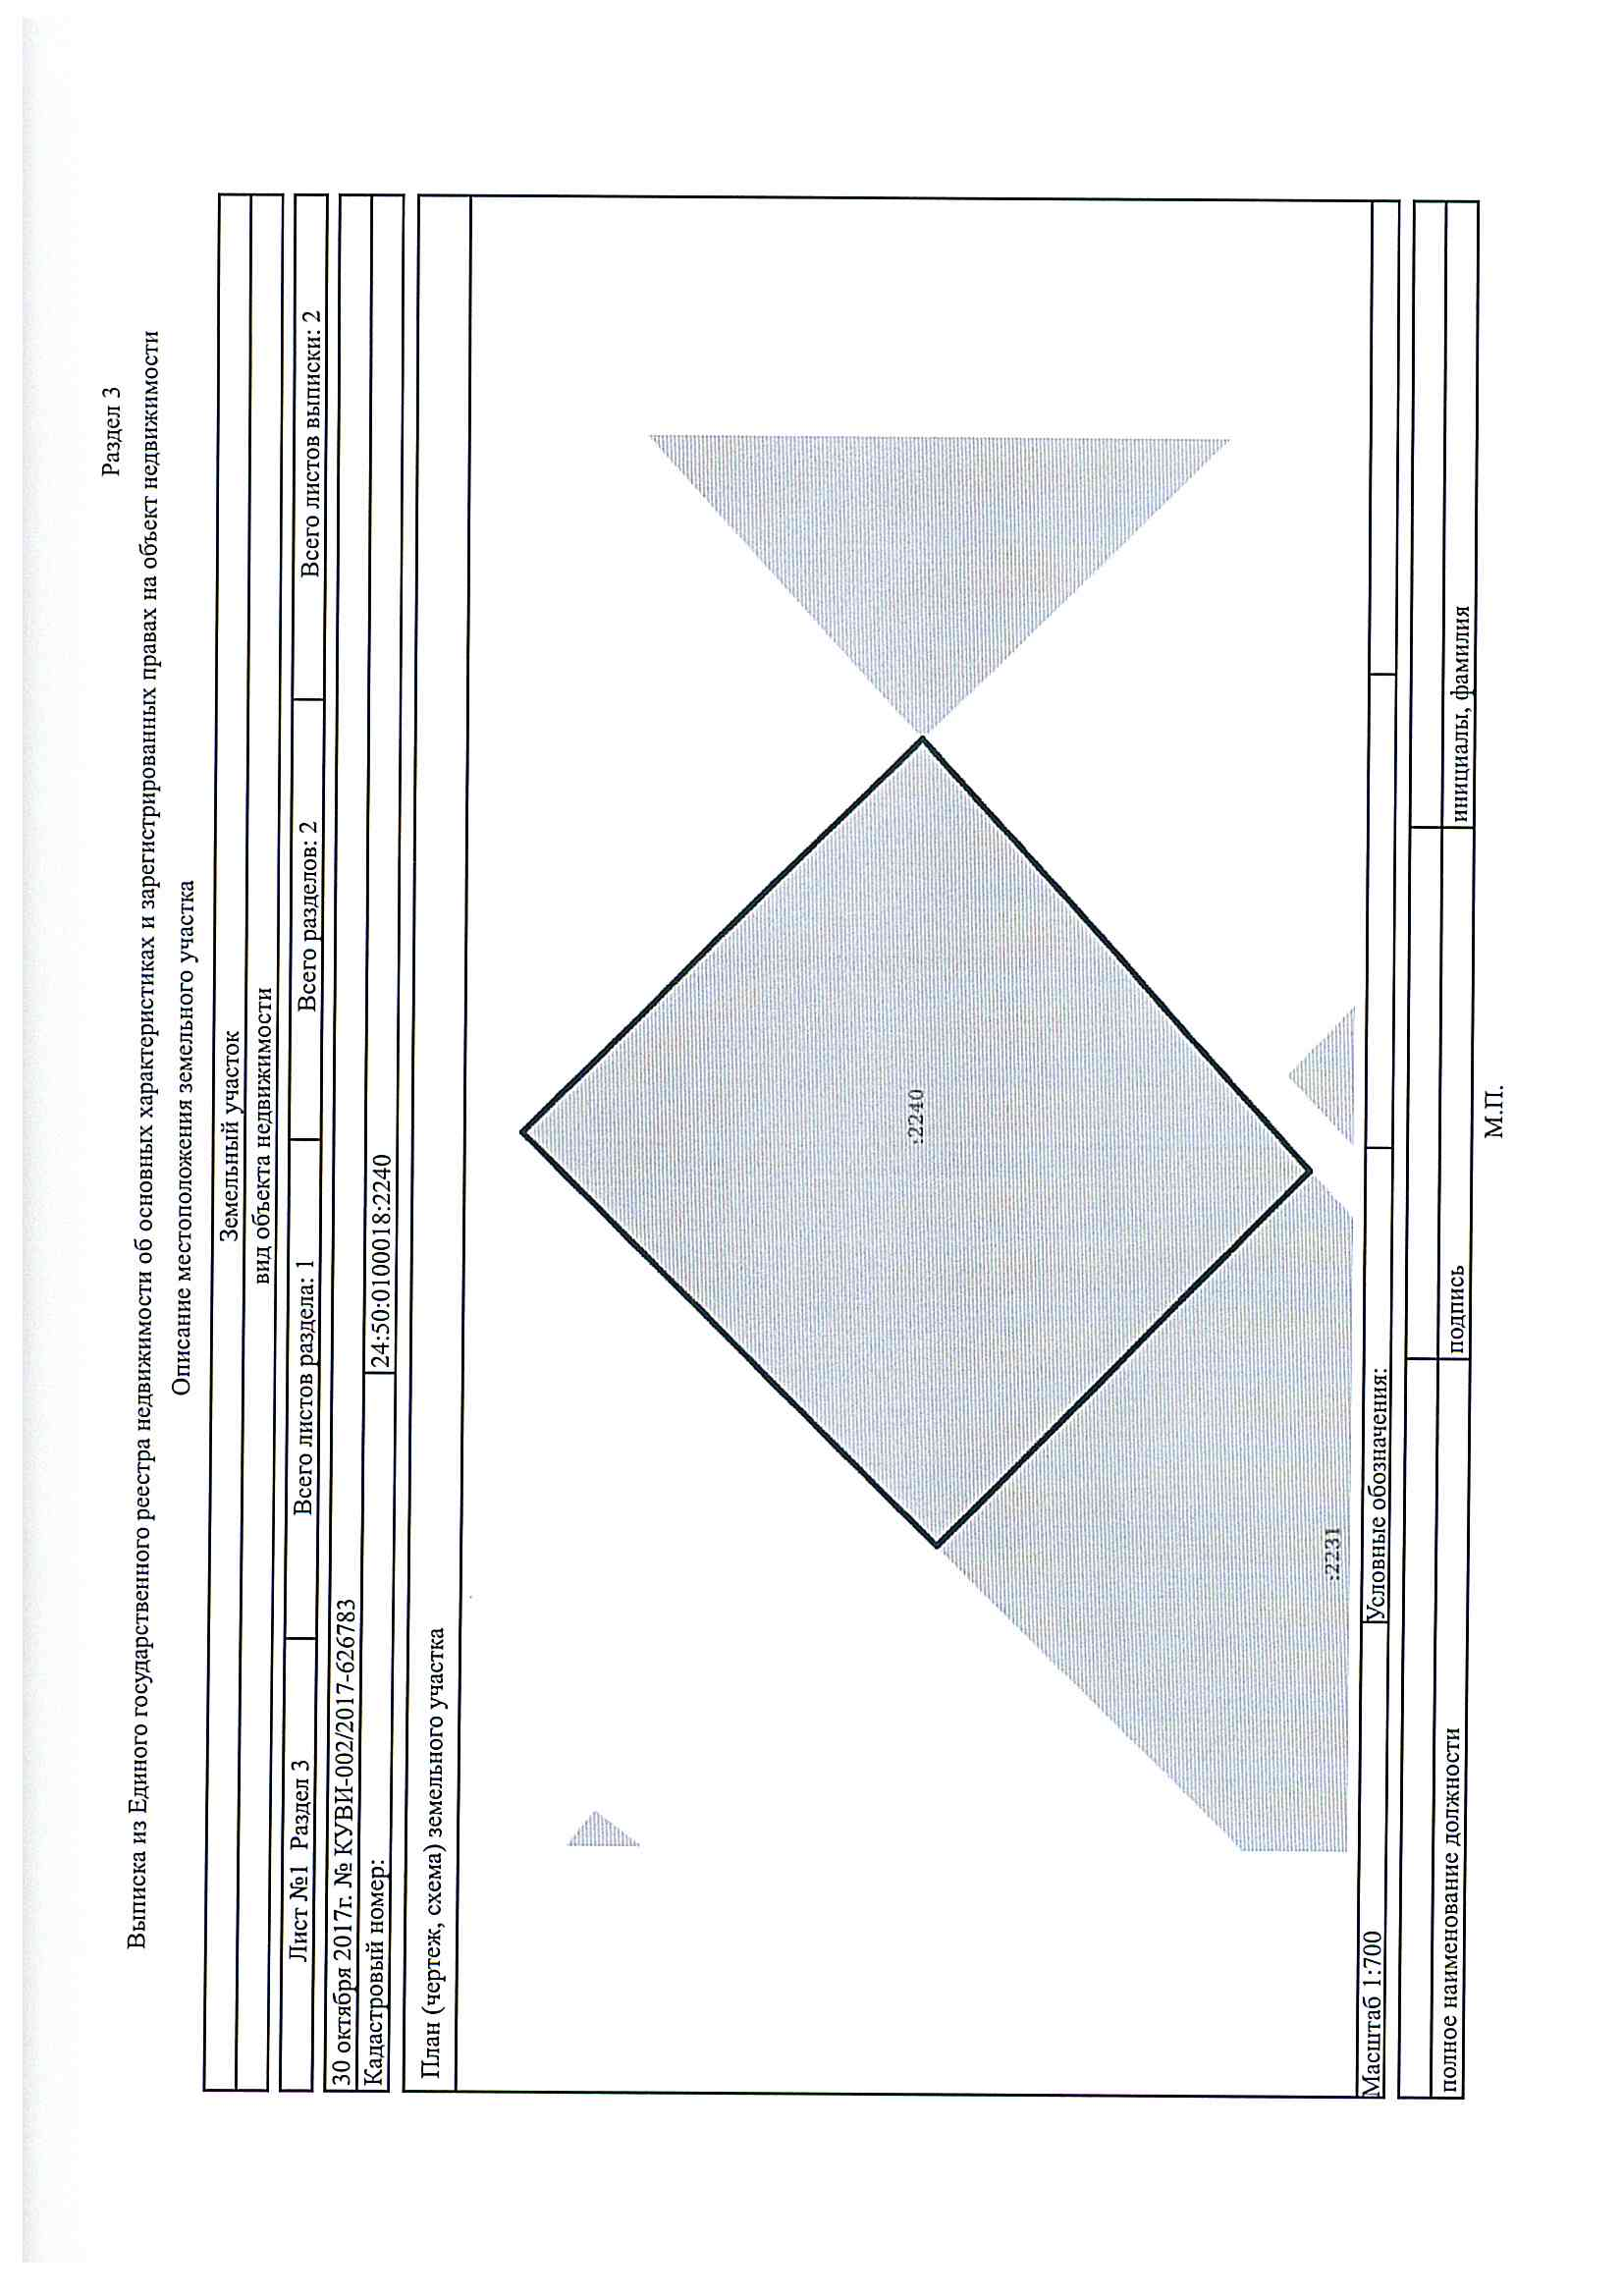 Раздел 3
Выписка из Единого государственного реестра недвижимости об основных характеристиках и зарегистрированных правах на объект недвижимости
Описание местоположения земельного участка
Земельный участок
вид объекта недвижимости
Лист №1 Раздел 3 Всего листов раздела: 1 Всего разделов: 2 Всего листов выписки: 2
30 октября 2017г. № КУВИ-002/2017-626783
Кадастровый номер: 24:50:0100018:2240
План (чертеж, схема) земельного участка
:2240
:2231
Масштаб 1:700 Условные обозначения:
полное наименование должности подпись инициалы, фамилия
М.П.